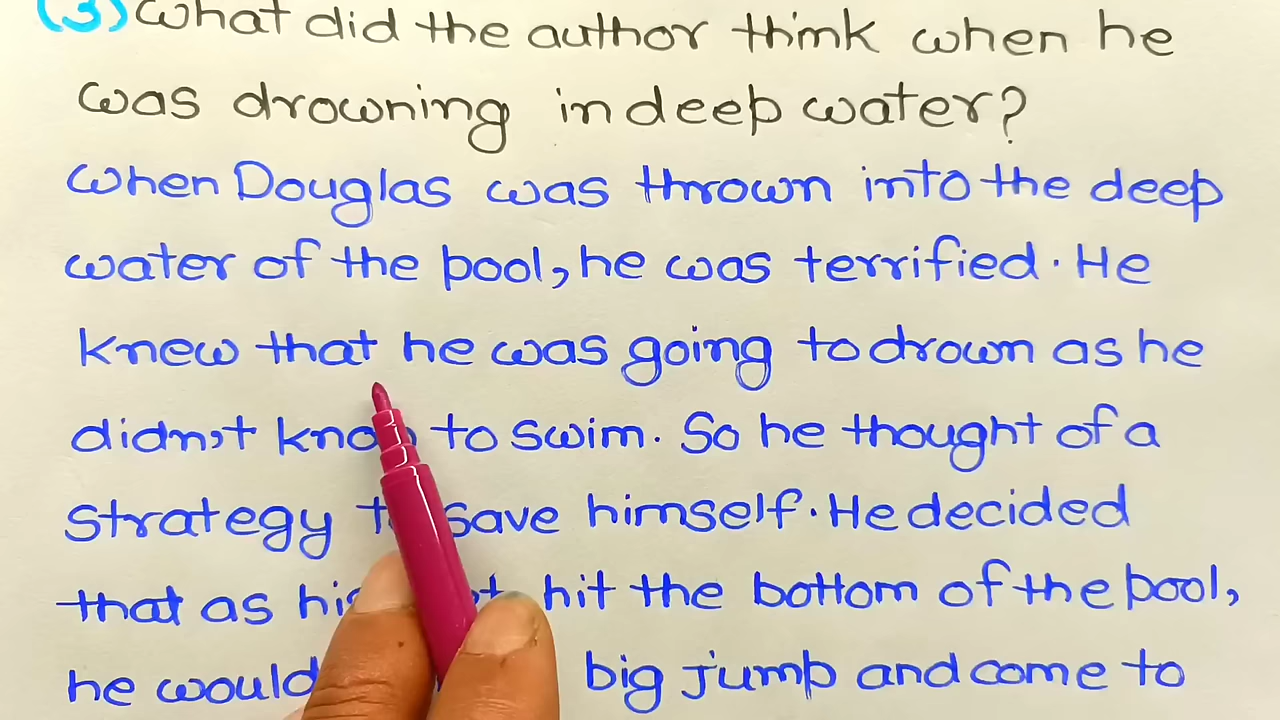 (3) What did the author think when he
was drowning in deep water?
When Douglas was thrown into the deep
water of the pool, he was terrified. He
knew that he was going to drown as he
didn't know to swim. So he thought of a
strategy to save himself. He decided
that as his hit the bottom of the pool,
he would big jump and come to